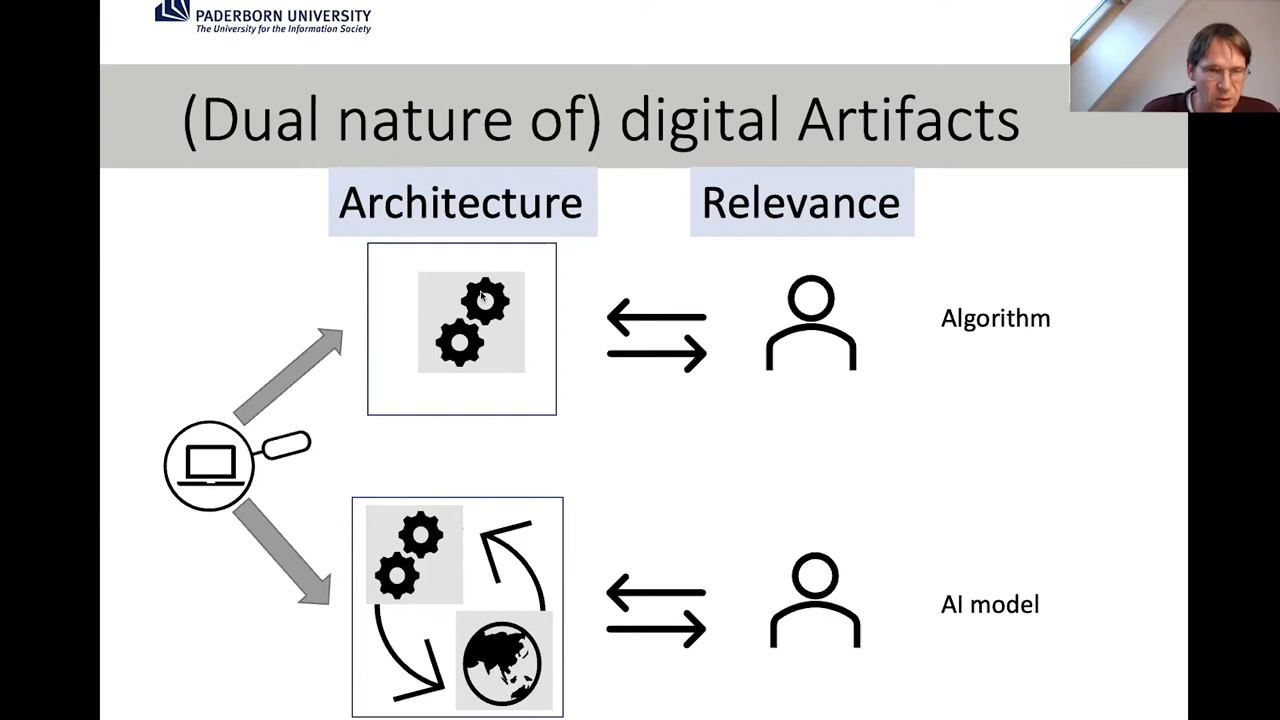 PADERBORN UNIVERSITY
The University for the Information Society
(Dual nature of) digital Artifacts
Architecture
Relevance
Algorithm
AI model